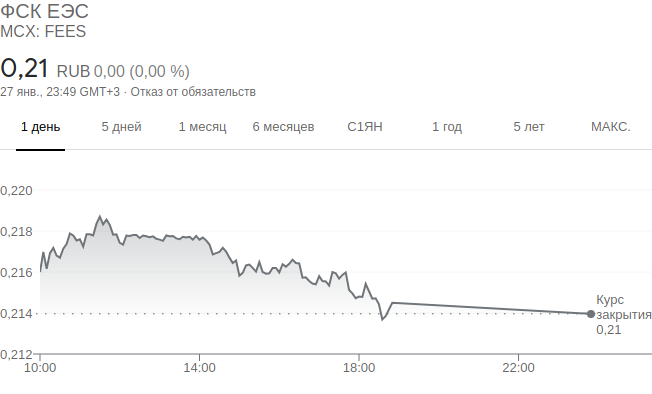 ФСК ЕЭС
MCX: FEES
0,21 RUB 0,00 (0,00 %)
27 янв., 23:49 GMT+3 · Отказ от обязательств
1 день 5 дней 1 месяц 6 месяцев С1ЯН 1 год 5 лет МАКС.
0,220
0,218
0,216
0,214
0,212
Курс
закрытия
0,21
10:00 14:00 18:00 22:00